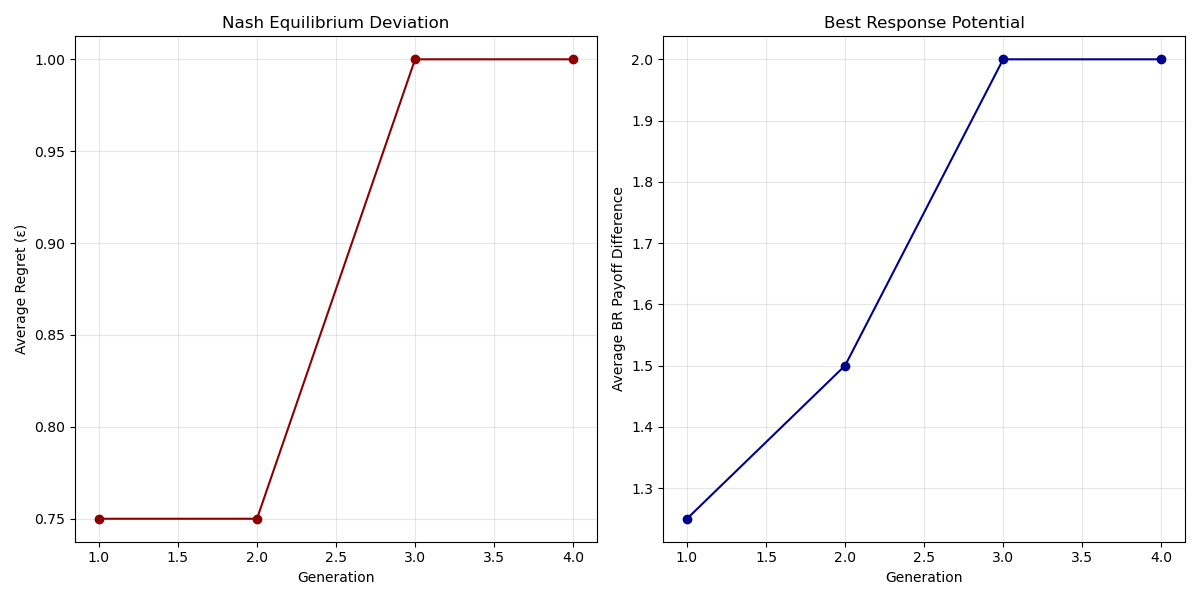 Nash Equilibrium Deviation
Average Regret (ε)
1.00
0.95
0.90
0.85
0.80
0.75
1.0 1.5 2.0 2.5 3.0 3.5 4.0
Generation
Best Response Potential
Average BR Payoff Difference
2.0
1.9
1.8
1.7
1.6
1.5
1.4
1.3
1.0 1.5 2.0 2.5 3.0 3.5 4.0
Generation